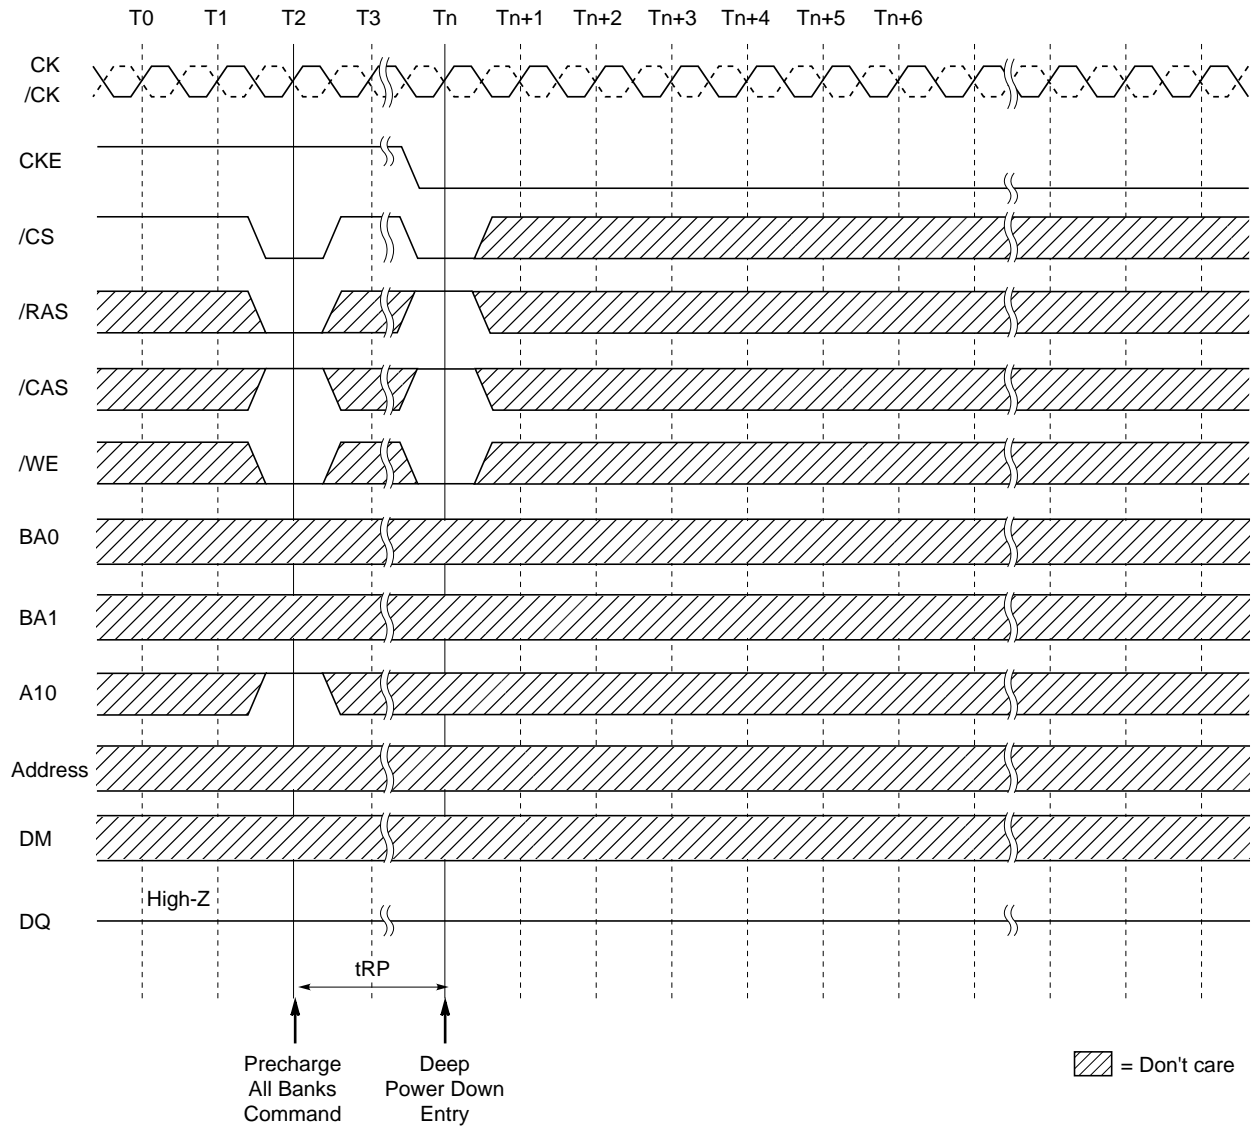 T0 T1 T2 T3 Tn Tn+1 Tn+2 Tn+3 Tn+4 Tn+5 Tn+6
CK
/CK
CKE
/CS
/RAS
/CAS
/WE
BA0
BA1
A10
Address
DM
High-Z
DQ
tRP
Precharge
All Banks
Command
Deep
Power Down
Entry
= Don't care